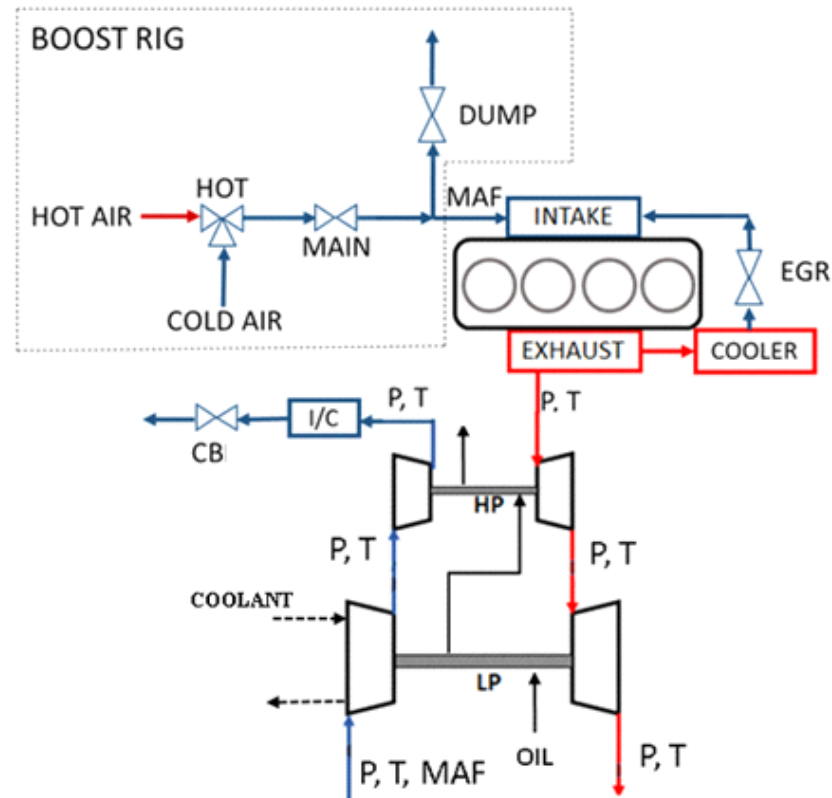 BOOST RIG
DUMP
HOT
MAF
HOT AIR
INTAKE
MAIN
EGR
COLD AIR
EXHAUST
COOLER
P, T
P, T
I/C
CB
HP
P, T
P, T
COOLANT
LP
OIL
P, T, MAF
P, T